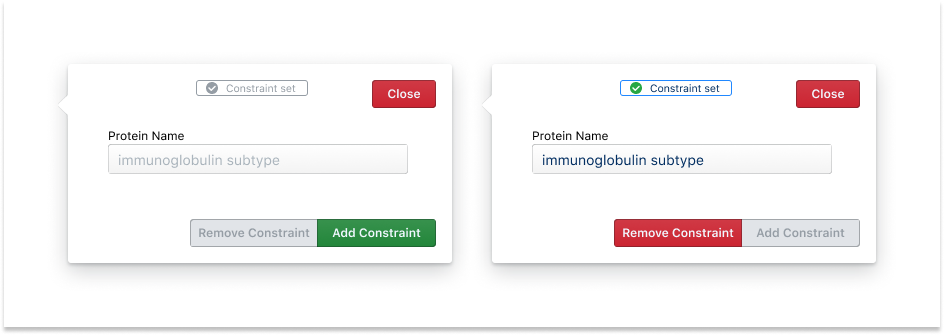 Constraint set
Close
Protein Name
immunoglobulin subtype
Remove Constraint
Add Constraint
Constraint set
Close
Protein Name
immunoglobulin subtype
Remove Constraint
Add Constraint